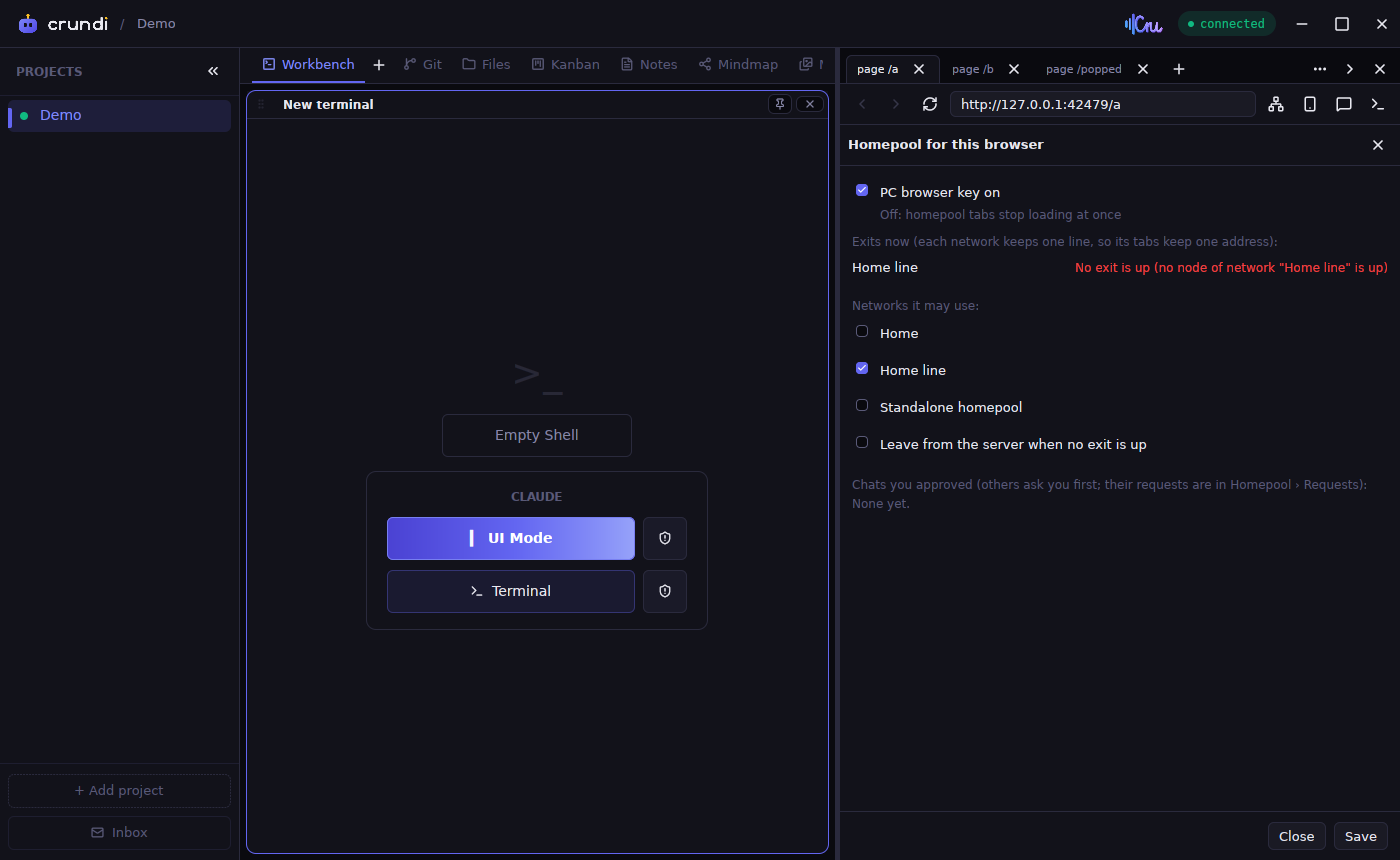 crundi / Demo
Cru
connected
PROJECTS
Demo
+ Add project
Inbox
Workbench
Git
Files
Kanban
Notes
Mindmap
New terminal
>_
Empty Shell
CLAUDE
UI Mode
Terminal
page /a
page /b
page /popped
http://127.0.0.1:42479/a
Homepool for this browser
PC browser key on
Off: homepool tabs stop loading at once
Exits now (each network keeps one line, so its tabs keep one address):
Home line No exit is up (no node of network "Home line" is up)
Networks it may use:
Home
Home line
Standalone homepool
Leave from the server when no exit is up
Chats you approved (others ask you first; their requests are in Homepool › Requests):
None yet.
Close
Save